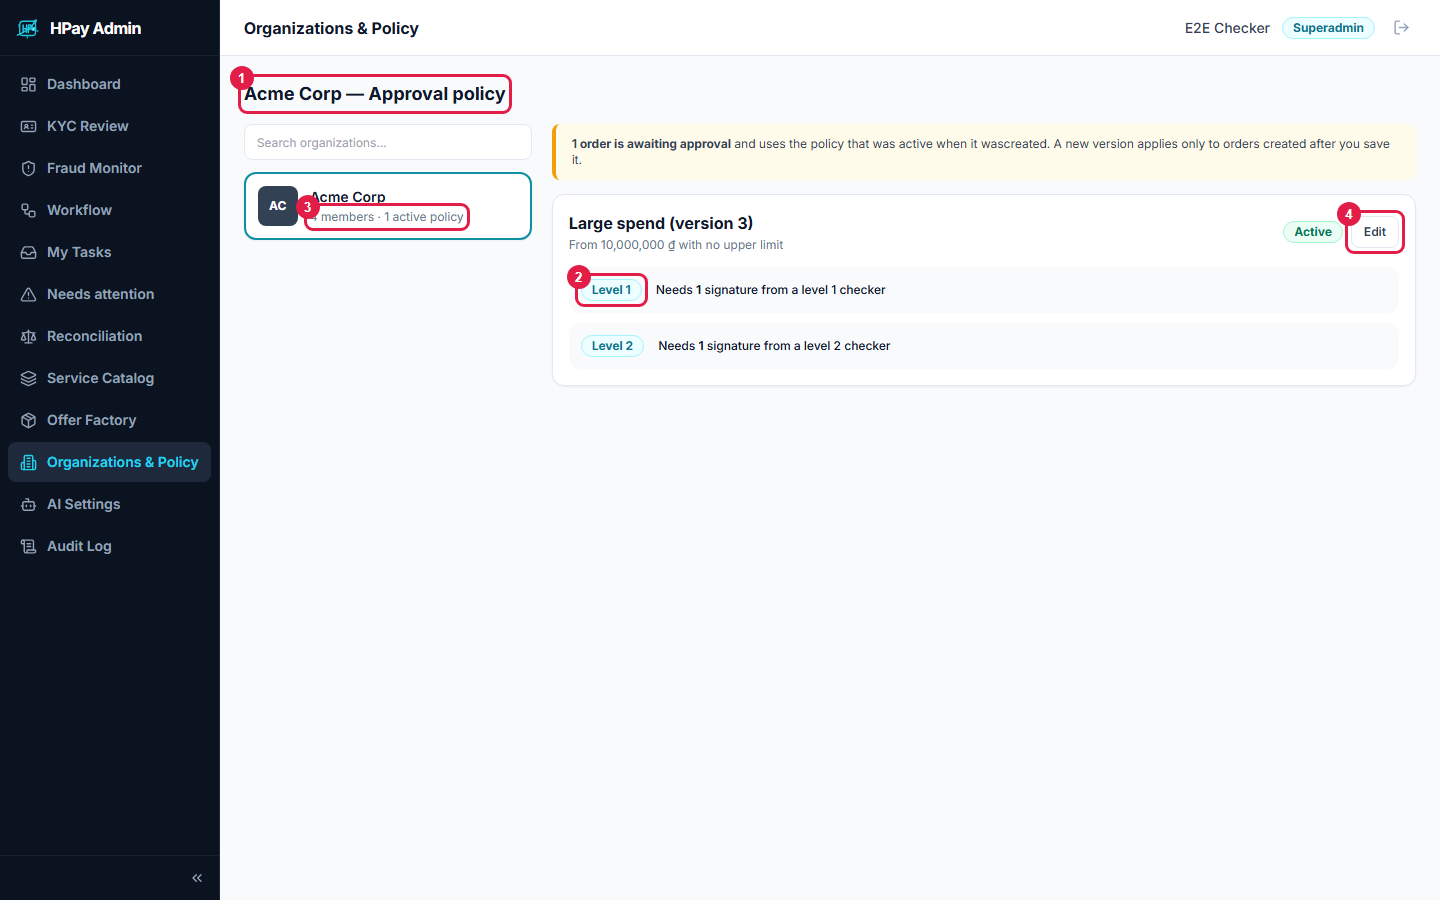 HPay Admin
Dashboard
KYC Review
Fraud Monitor
Workflow
My Tasks
Needs attention
Reconciliation
Service Catalog
Offer Factory
Organizations & Policy
AI Settings
Audit Log
Organizations & Policy
E2E Checker
Superadmin
1
Acme Corp — Approval policy
Search organizations...
AC
Acme Corp
3
members · 1 active policy
1 order is awaiting approval and uses the policy that was active when it wascreated. A new version applies only to orders created after you save
it.
Large spend (version 3)
From 10,000,000 ₫ with no upper limit
Active
4
Edit
2
Level 1
Needs 1 signature from a level 1 checker
Level 2
Needs 1 signature from a level 2 checker